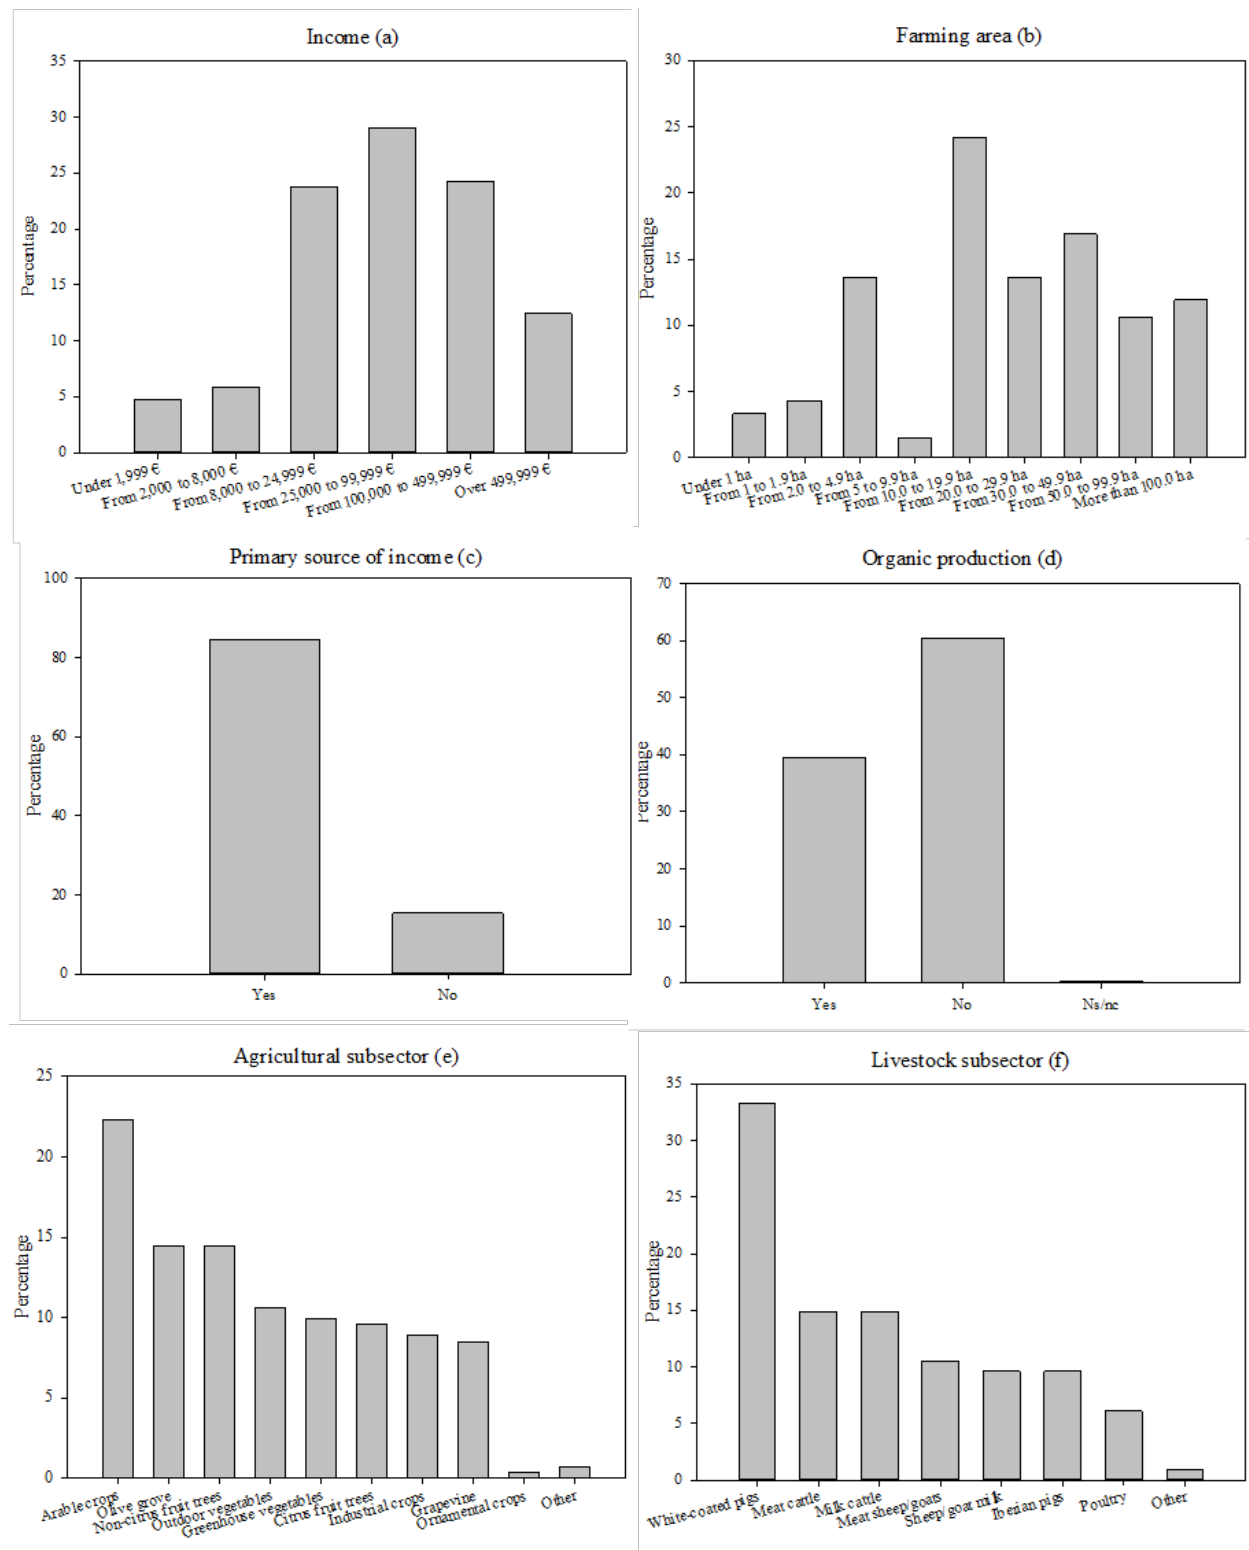 Income (a)
35
30
25
20
15
10
5
0
Percentage
Under 1,999 €
From 2,000 to 8,000 €
From 8,000 to 24,999 €
From 25,000 to 99,999 €
From 100,000 to 499,999 €
Over 499,999 €
Farming area (b)
30
25
20
15
10
5
0
Percentage
Under 1 ha
From 1 to 1.9 ha
From 2.0 to 4.9 ha
From 5 to 9.9 ha
From 10.0 to 19.9 ha
From 20.0 to 29.9 ha
From 30.0 to 49.9 ha
From 50.0 to 99.9 ha
More than 100.0 ha
Primary source of income (c)
100
80
60
40
20
0
Percentage
Yes
No
Organic production (d)
70
60
50
40
30
20
10
0
Percentage
Yes
No
Ns/nc
Agricultural subsector (e)
25
20
15
10
5
0
Percentage
Arable crops
Olive grove
Non-citrus fruit trees
Outdoor vegetables
Greenhouse vegetables
Citrus fruit trees
Industrial crops
Grapevine
Ornamental crops
Other
Livestock subsector (f)
35
30
25
20
15
10
5
0
Percentage
White-coated pigs
Meat cattle
Milk cattle
Meat sheep/goats
Sheep/goat milk
Iberian pigs
Poultry
Other